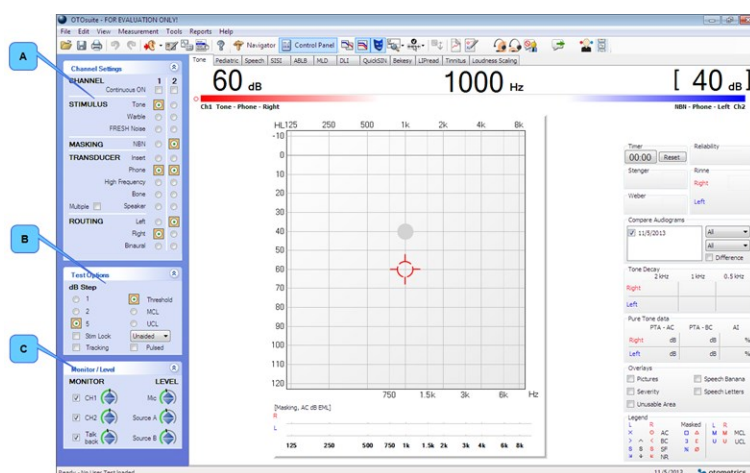 OTOsuite - FOR EVALUATION ONLY!
File Edit View Measurement Tools Reports Help
Navigator Control Panel
Tone Pediatric Speech SISI ABLB MLD DLI QuickSIN Bekesy LIPread Tinnitus Loudness Scaling
60 dB 1000 Hz [ 40 dB ]
Ch1 Tone - Phone - Right NBN - Phone - Left Ch2
A
Channel Settings
CHANNEL 1 2
Continuous ON
STIMULUS Tone
Warble
FRESH Noise
MASKING NBN
TRANSDUCER Insert
Phone
High Frequency
Bone
Multiple Speaker
ROUTING Left
Right
Binaural
B
Test Options
dB Step
1 Threshold
2 MCL
5 UCL
Stim Lock Unaided
Tracking Pulsed
C
Monitor / Level
MONITOR LEVEL
CH1 Mic
CH2 Source A
Talk back Source B
HL 125 250 500 1k 2k 4k 8k
-10
0
10
20
30
40
50
60
70
80
90
100
110
120
750 1.5k 3k 6k Hz
[Masking, AC dB EML]
R
L
125 250 500 750 1k 1.5k 2k 3k 4k 6k 8k
Timer Reliability
00:00 Reset
Stenger Rinne
Right
Weber
Left
Compare Audiograms
11/5/2013 All
All
Difference
Tone Decay
2 kHz 1 kHz 0.5 kHz
Right
Left
Pure Tone data
PTA - AC PTA - BC AI
Right dB dB %
Left dB dB %
Overlays
Pictures Speech Banana
Severity Speech Letters
Unusable Area
Legend
L R Masked L R
AC M M MCL
BC U U UCL
SF
NR
Ready - No User Test loaded 11/5/2013 otometrics